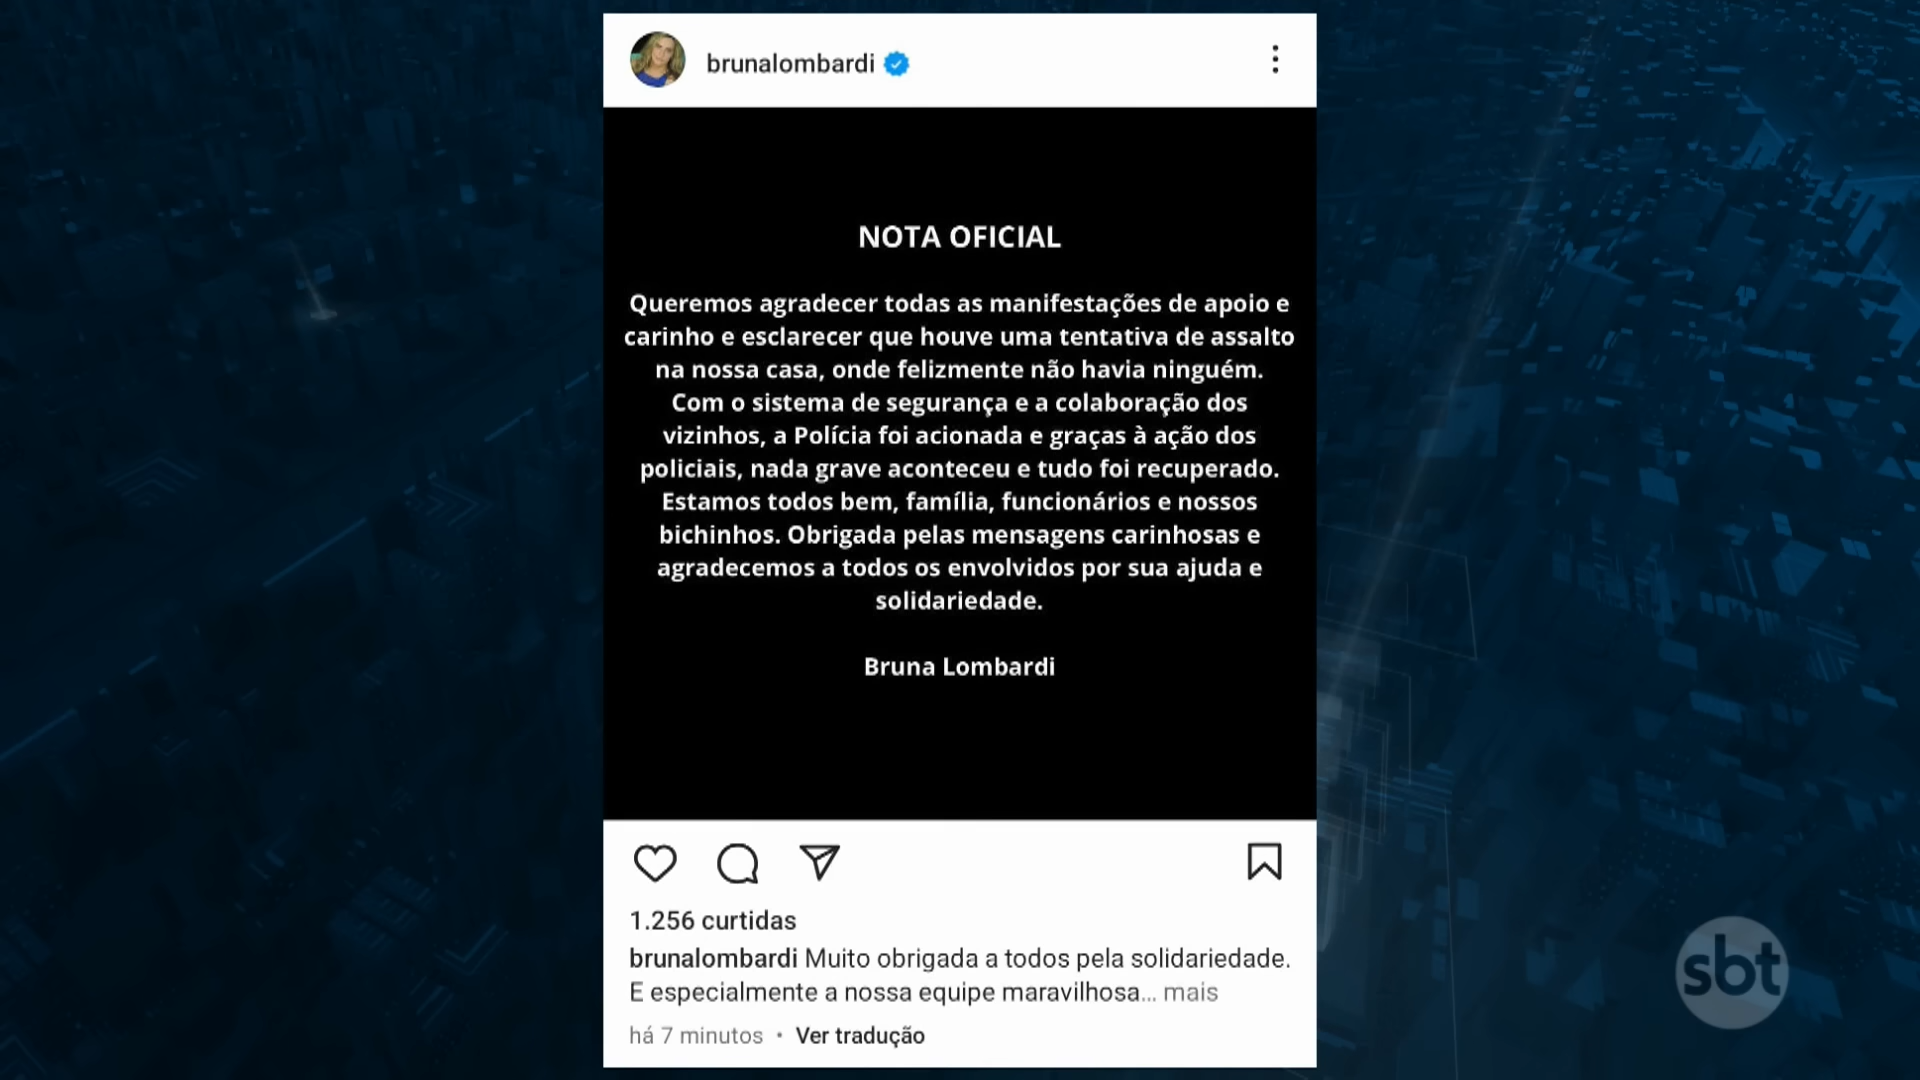 brunalombardi
NOTA OFICIAL
Queremos agradecer todas as manifestações de apoio e
carinho e esclarecer que houve uma tentativa de assalto
na nossa casa, onde felizmente não havia ninguém.
Com o sistema de segurança e a colaboração dos
vizinhos, a Polícia foi acionada e graças à ação dos
policiais, nada grave aconteceu e tudo foi recuperado.
Estamos todos bem, família, funcionários e nossos
bichinhos. Obrigada pelas mensagens carinhosas e
agradecemos a todos os envolvidos por sua ajuda e
solidariedade.
Bruna Lombardi
1.256 curtidas
brunalombardi Muito obrigada a todos pela solidariedade.
E especialmente a nossa equipe maravilhosa... mais
há 7 minutos • Ver tradução
sbt